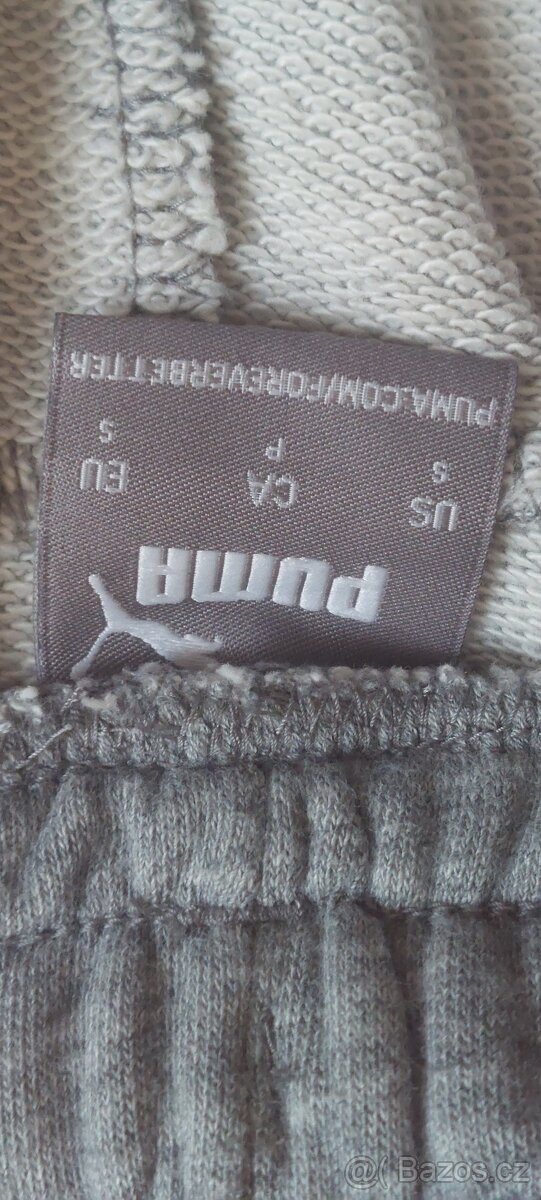 PUMA
US CA EU
S P S
PUMA.COM/FOREVERBETTER
@( Bazos.cz